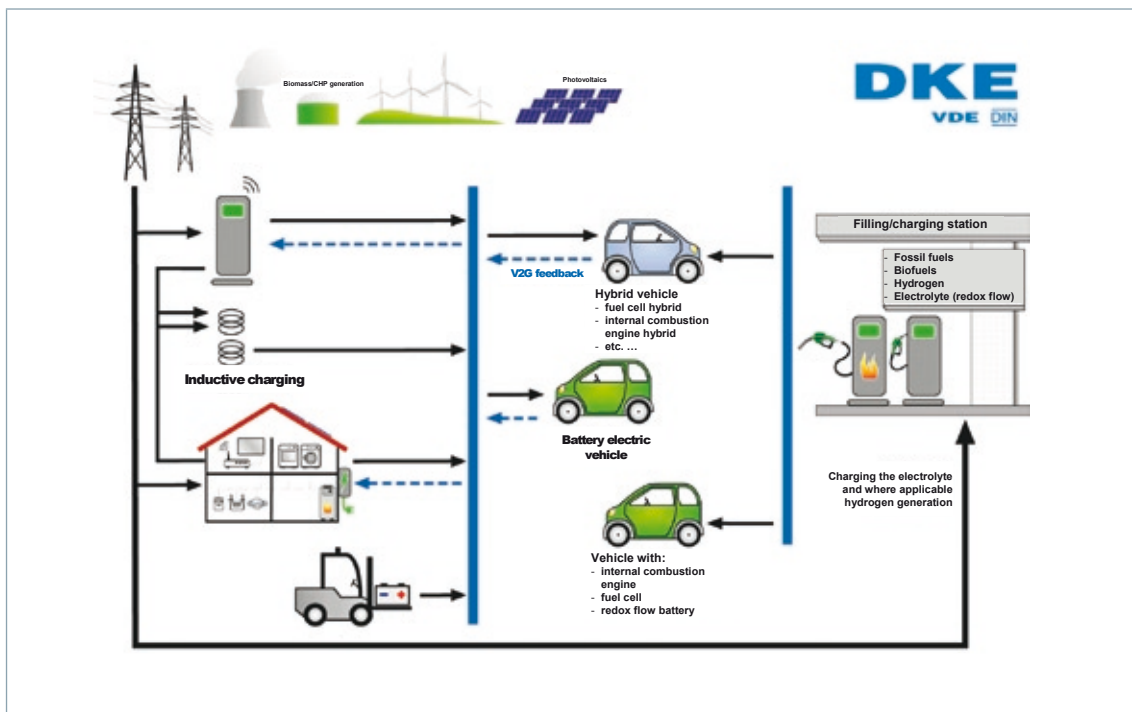 Biomass/CHP generation
Photovoltaics
DKE
VDE DIN
Filling/charging station
- Fossil fuels
- Biofuels
- Hydrogen
- Electrolyte (redox flow)
V2G feedback
Hybrid vehicle
- fuel cell hybrid
- internal combustion
engine hybrid
- etc. ...
Inductive charging
Battery electric
vehicle
Charging the electrolyte
and where applicable
hydrogen generation
Vehicle with:
- internal combustion
engine
- fuel cell
- redox flow battery